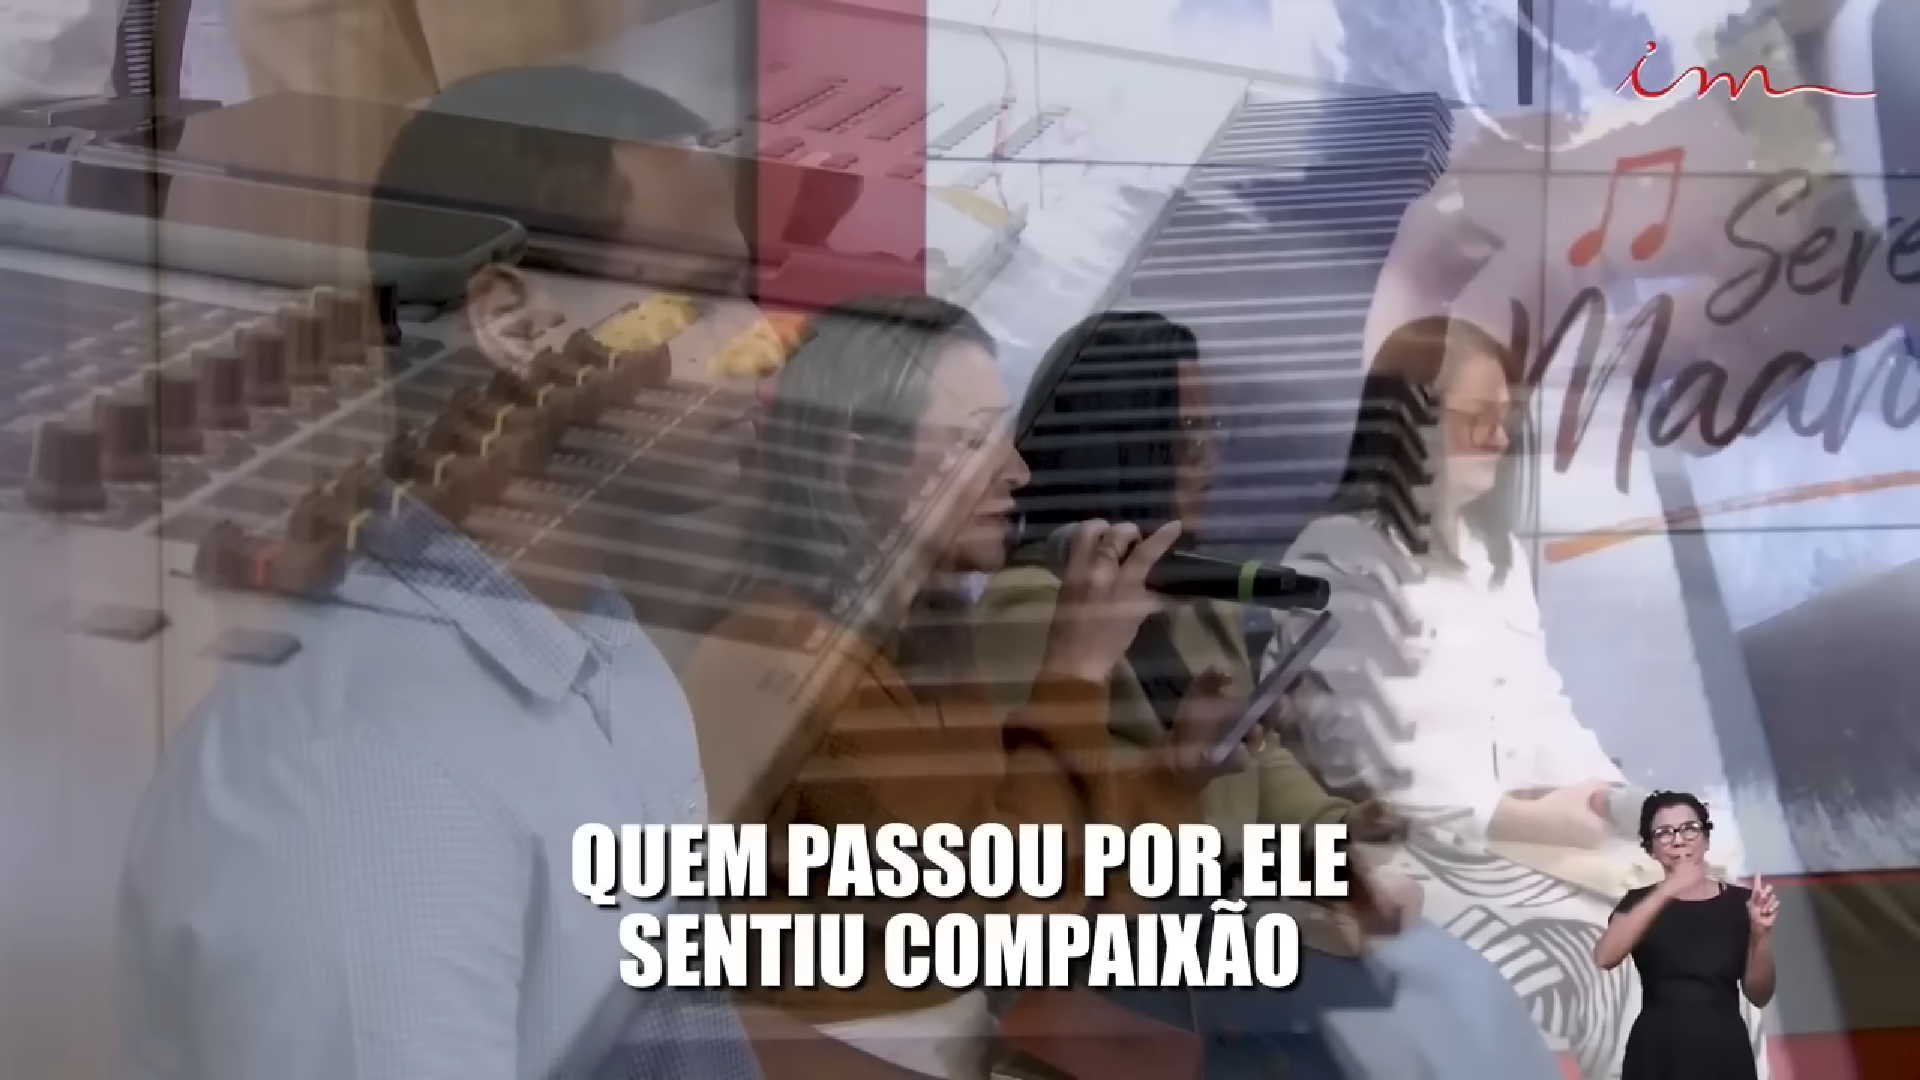 im
Sere
Maan
QUEM PASSOU POR ELE
SENTIU COMPAIXÃO